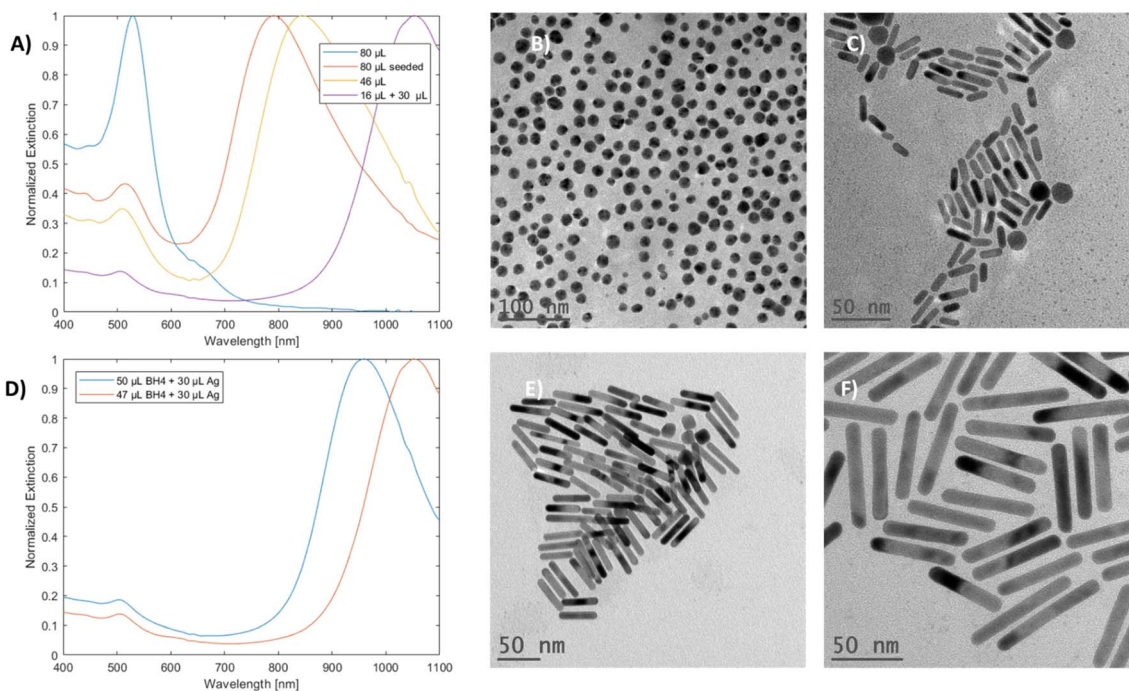 A)
Normalized Extinction
1
0.9
0.8
0.7
0.6
0.5
0.4
0.3
0.2
0.1
0
400 500 600 700 800 900 1000 1100
Wavelength [nm]
80 µL
80 µL seeded
46 µL
16 µL + 30 µL
B)
100 nm
C)
50 nm
D)
Normalized Extinction
1
0.9
0.8
0.7
0.6
0.5
0.4
0.3
0.2
0.1
0
400 500 600 700 800 900 1000 1100
Wavelength [nm]
50 µL BH4 + 30 µL Ag
47 µL BH4 + 30 µL Ag
E)
50 nm
F)
50 nm